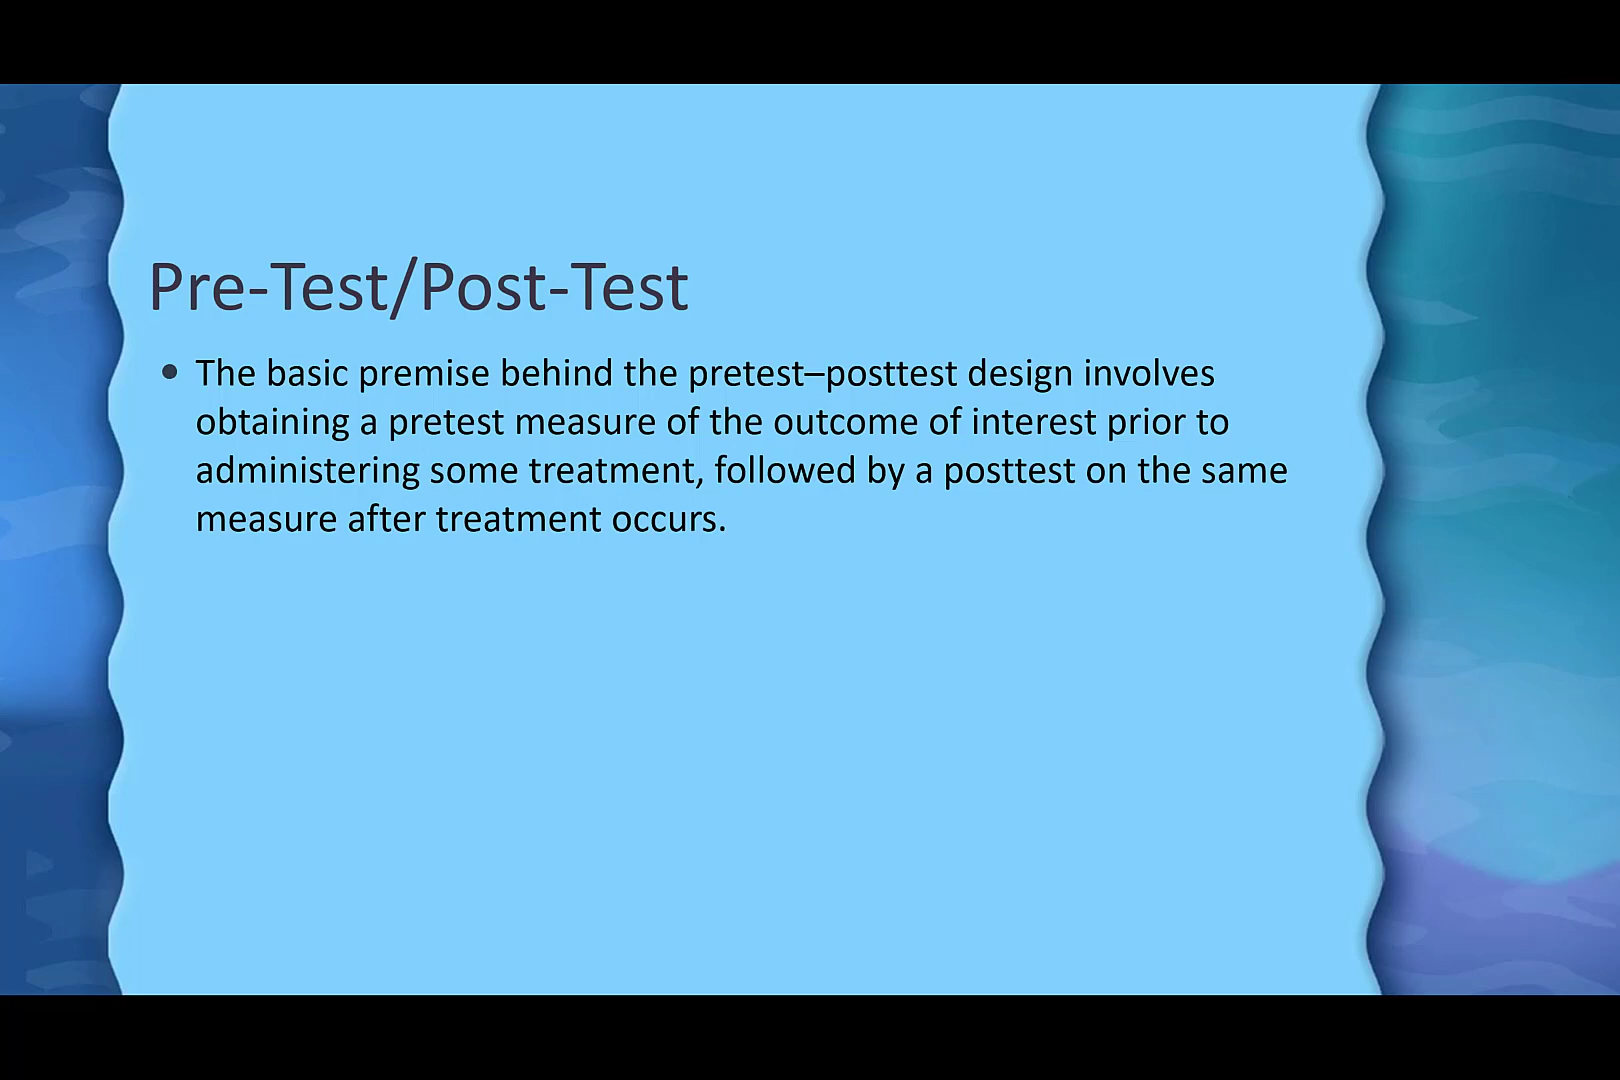 Pre-Test/Post-Test
• The basic premise behind the pretest–posttest design involves
obtaining a pretest measure of the outcome of interest prior to
administering some treatment, followed by a posttest on the same
measure after treatment occurs.